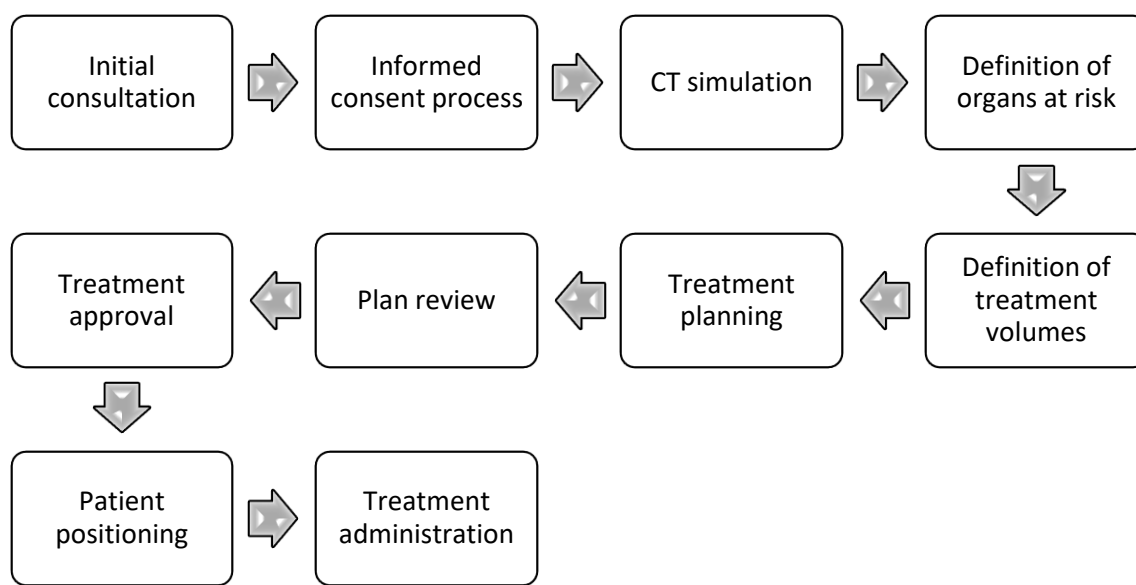 Initial
consultation
Informed
consent process
CT simulation
Definition of
organs at risk
Definition of
treatment
volumes
Treatment
planning
Plan review
Treatment
approval
Patient
positioning
Treatment
administration